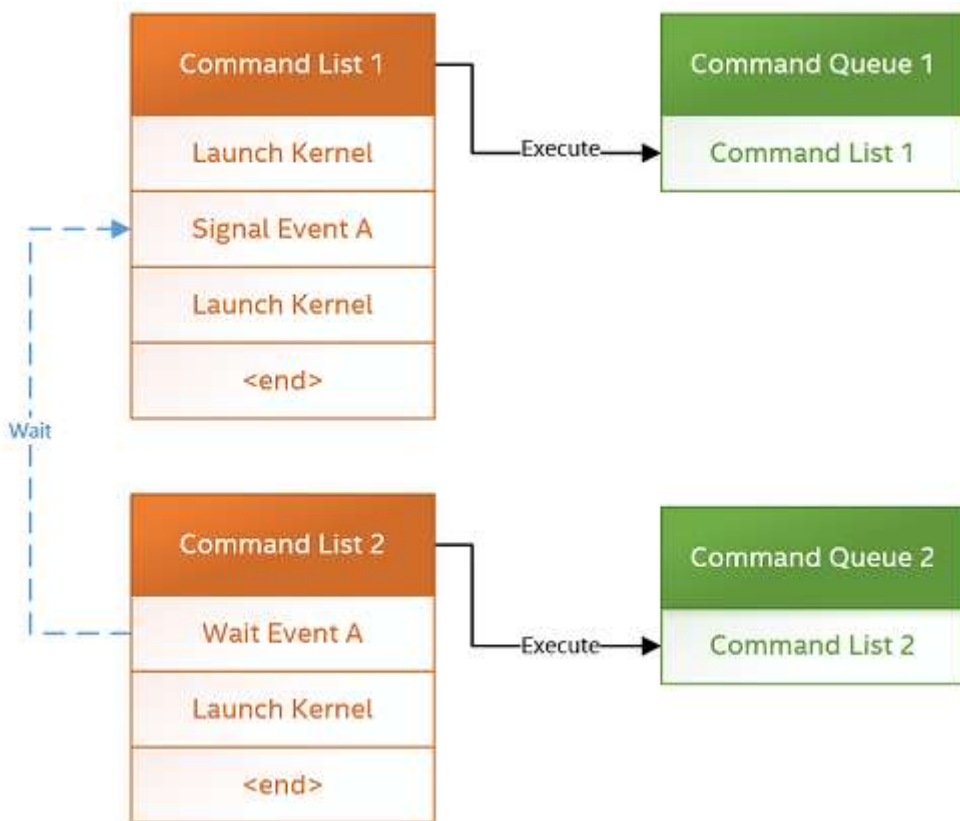 Command List 1
Command Queue 1
Launch Kernel
Execute
Command List 1
Signal Event A
Launch Kernel
<end>
Wait
Command List 2
Command Queue 2
Wait Event A
Execute
Command List 2
Launch Kernel
<end>